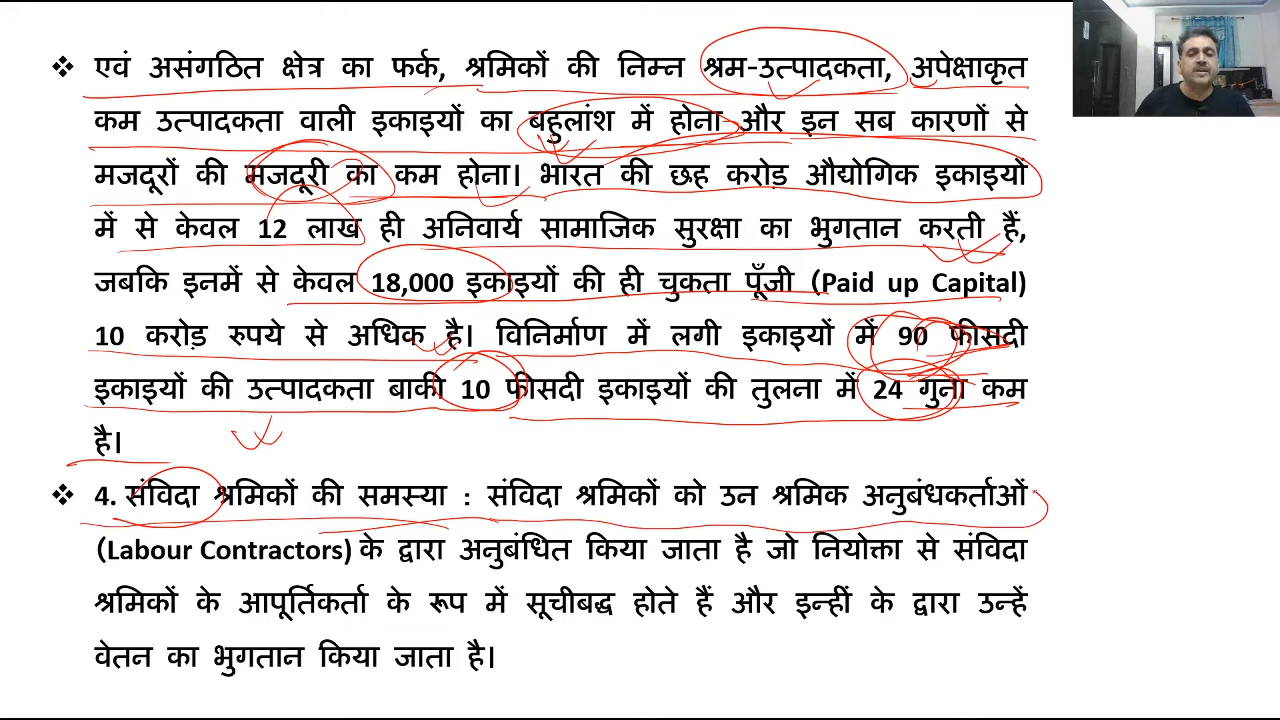 ❖ एवं असंगठित क्षेत्र का फर्क, श्रमिकों की निम्न श्रम-उत्पादकता, अपेक्षाकृत
कम उत्पादकता वाली इकाइयों का बहुलांश में होना और इन सब कारणों से
मजदूरों की मजदूरी का कम होना। भारत की छह करोड़ औद्योगिक इकाइयों
में से केवल 12 लाख ही अनिवार्य सामाजिक सुरक्षा का भुगतान करती हैं,
जबकि इनमें से केवल 18,000 इकाइयों की ही चुकता पूँजी (Paid up Capital)
10 करोड़ रुपये से अधिक है। विनिर्माण में लगी इकाइयों में 90 फीसदी
इकाइयों की उत्पादकता बाकी 10 फीसदी इकाइयों की तुलना में 24 गुना कम
है।
❖ 4. संविदा श्रमिकों की समस्या : संविदा श्रमिकों को उन श्रमिक अनुबंधकर्ताओं
(Labour Contractors) के द्वारा अनुबंधित किया जाता है जो नियोक्ता से संविदा
श्रमिकों के आपूर्तिकर्ता के रूप में सूचीबद्ध होते हैं और इन्हीं के द्वारा उन्हें
वेतन का भुगतान किया जाता है।